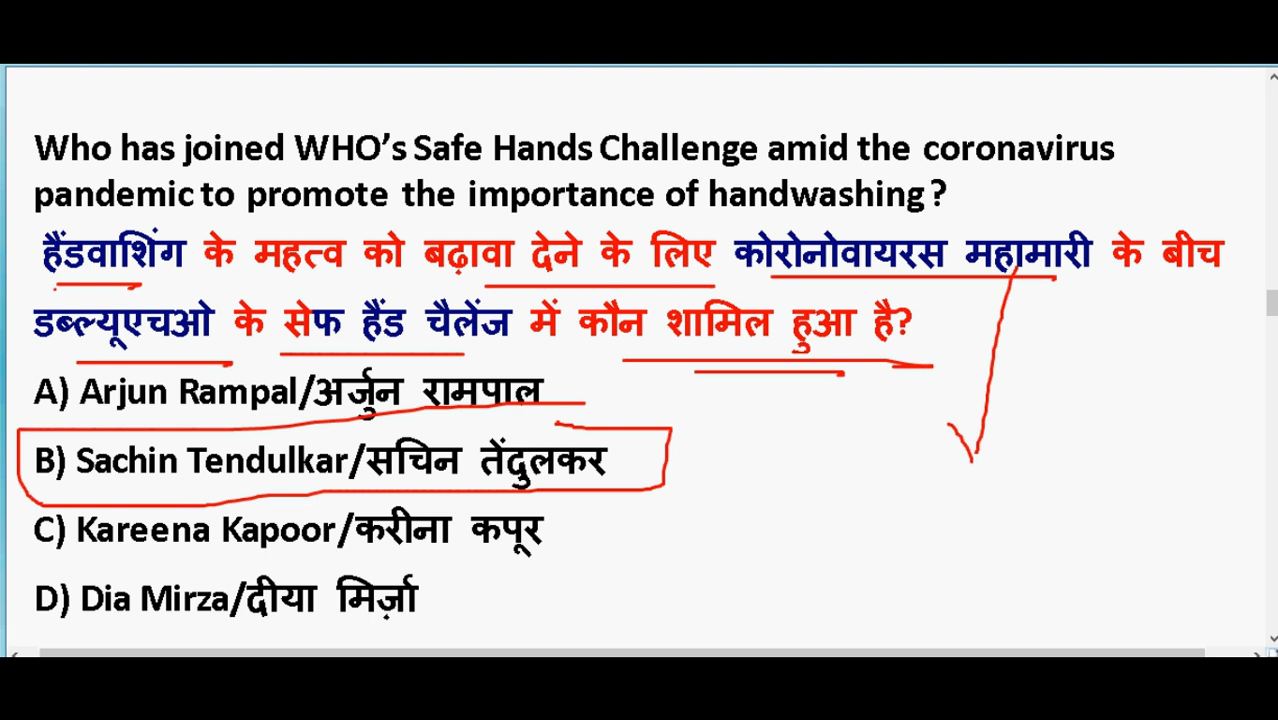 Who has joined WHO’s Safe Hands Challenge amid the coronavirus
pandemic to promote the importance of handwashing?
हैंडवाशिंग के महत्व को बढ़ावा देने के लिए कोरोनोवायरस महामारी के बीच
डब्ल्यूएचओ के सेफ हैंड चैलेंज में कौन शामिल हुआ है?
A) Arjun Rampal/अर्जुन रामपाल
B) Sachin Tendulkar/सचिन तेंदुलकर
C) Kareena Kapoor/करीना कपूर
D) Dia Mirza/दीया मिर्ज़ा